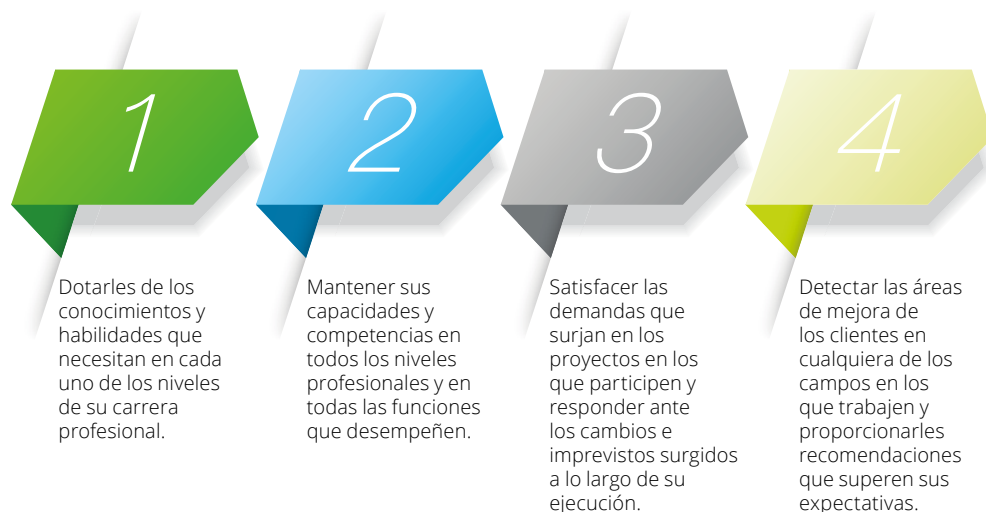 1
Dotarles de los
conocimientos y
habilidades que
necesitan en cada
uno de los niveles
de su carrera
profesional.
2
Mantener sus
capacidades y
competencias en
todos los niveles
profesionales y en
todas las funciones
que desempeñen.
3
Satisfacer las
demandas que
surjan en los
proyectos en los
que participen y
responder ante
los cambios e
imprevistos surgidos
a lo largo de su
ejecución.
4
Detectar las áreas
de mejora de
los clientes en
cualquiera de los
campos en los
que trabajen y
proporcionarles
recomendaciones
que superen sus
expectativas.